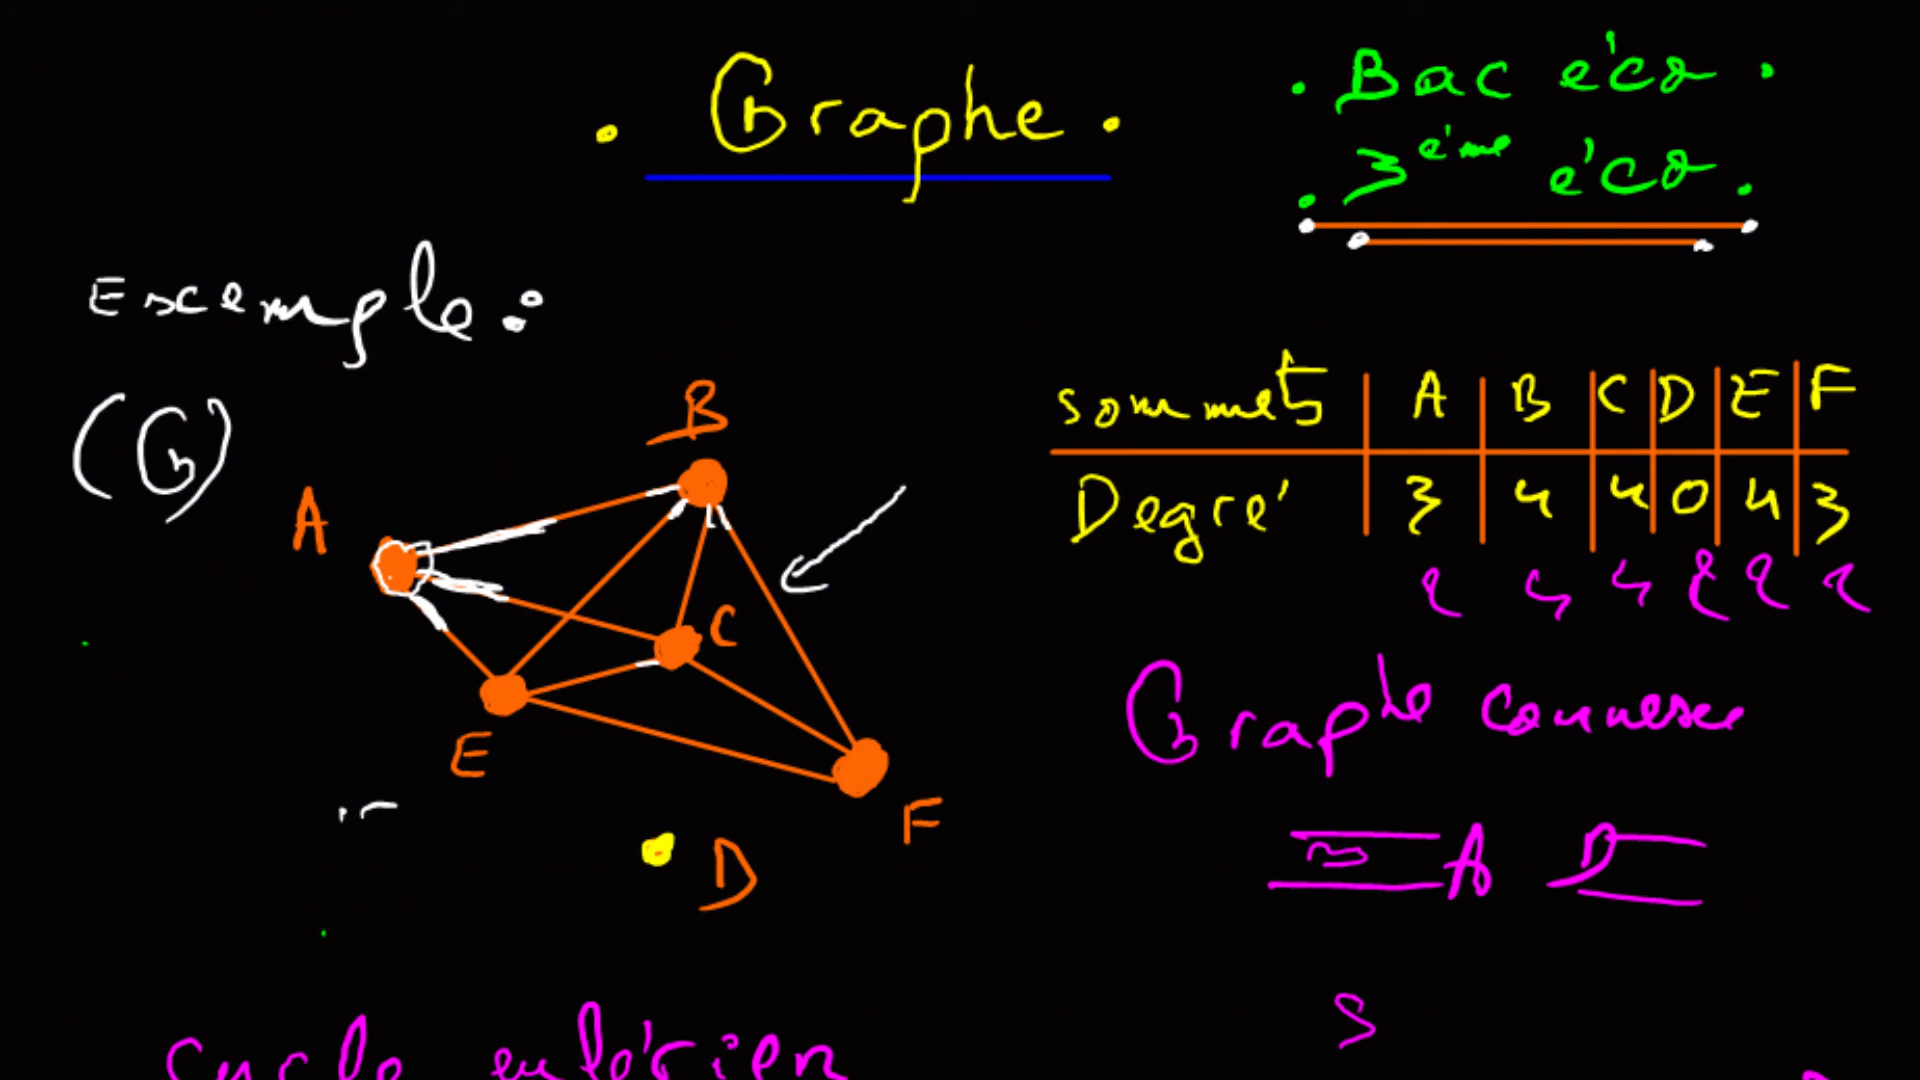 . Graphe .
. Bac éco .
. 3ème éco .
Exemple :
(G)
B
A
C
E
F
D
sommets A B C D E F
Degré 3 4 4 0 4 3
Graphe connexe
A D
Cycle eulérien